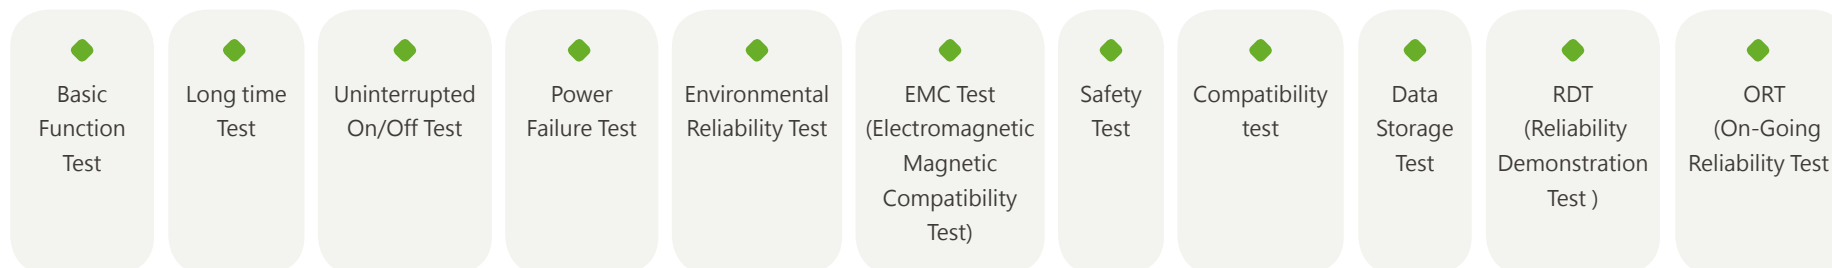 Basic
Function
Test
Long time
Test
Uninterrupted
On/Off Test
Power
Failure Test
Environmental
Reliability Test
EMC Test
(Electromagnetic
Magnetic
Compatibility
Test)
Safety
Test
Compatibility
test
Data
Storage
Test
RDT
(Reliability
Demonstration
Test )
ORT
(On-Going
Reliability Test